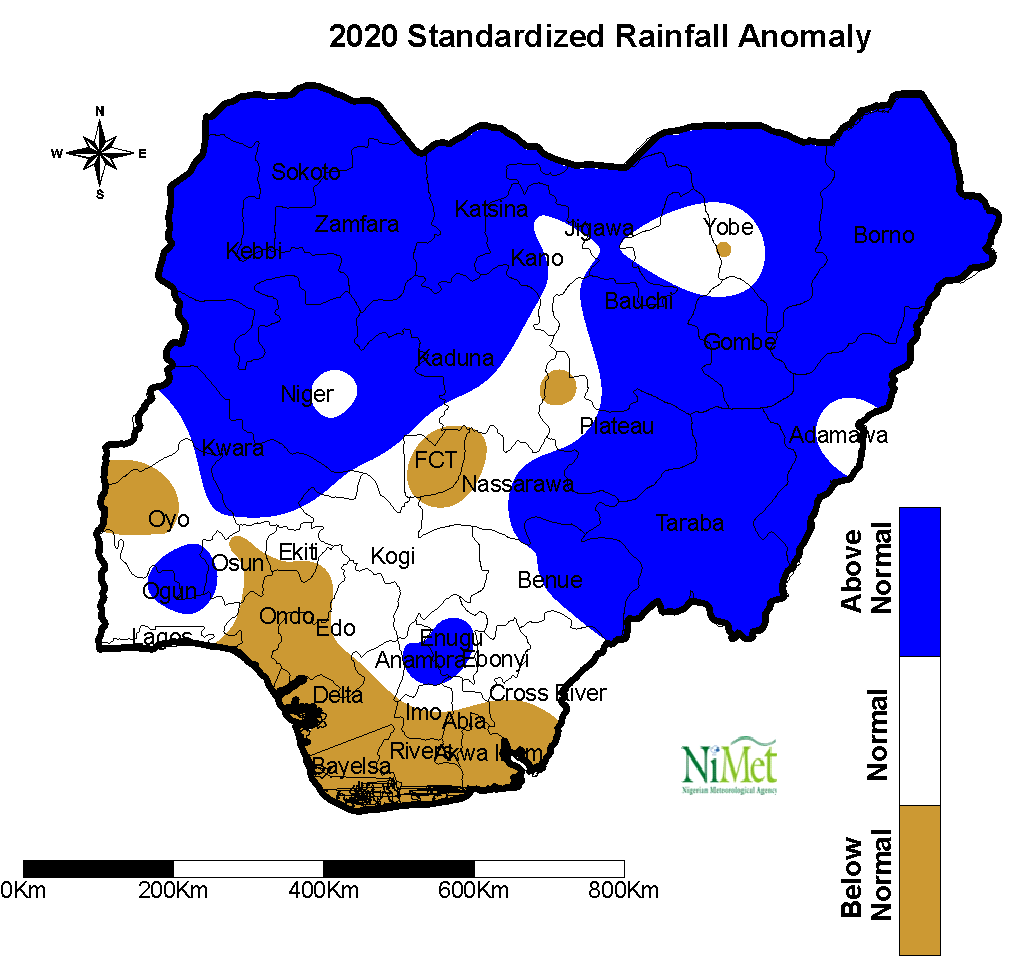 2020 Standardized Rainfall Anomaly
N
W
E
S
Sokoto
Zamfara
Katsina
Jigawa
Yobe
Borno
Kebbi
Kano
Bauchi
Gombe
Kaduna
Niger
Plateau
Adamawa
Kwara
FCT
Nassarawa
Oyo
Taraba
Ekiti
Kogi
Osun
Benue
Ogun
Ondo
Edo
Lagos
Enugu
Anambra
Ebonyi
Delta
Cross River
Imo
Abia
Rivers
Akwa Ibom
Bayelsa
Above
Normal
Normal
Below
Normal
NiMet
Nigerian Meteorological Agency
0Km
200Km
400Km
600Km
800Km